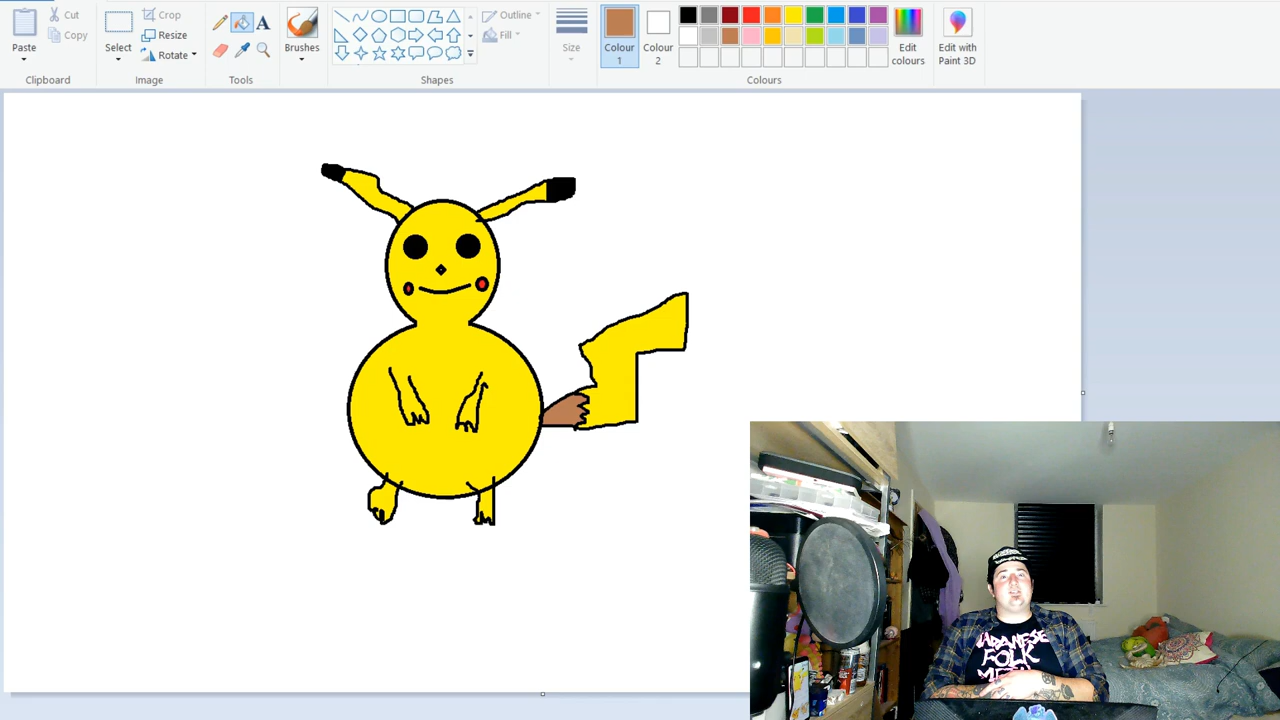 Paste
Cut
Copy
Clipboard
Select
Crop
Resize
Rotate
Image
A
Tools
Brushes
Outline
Fill
Shapes
Size
Colour
1
Colour
2
Edit
colours
Colours
Edit with
Paint 3D
JAPANESE
FOLK
METAL